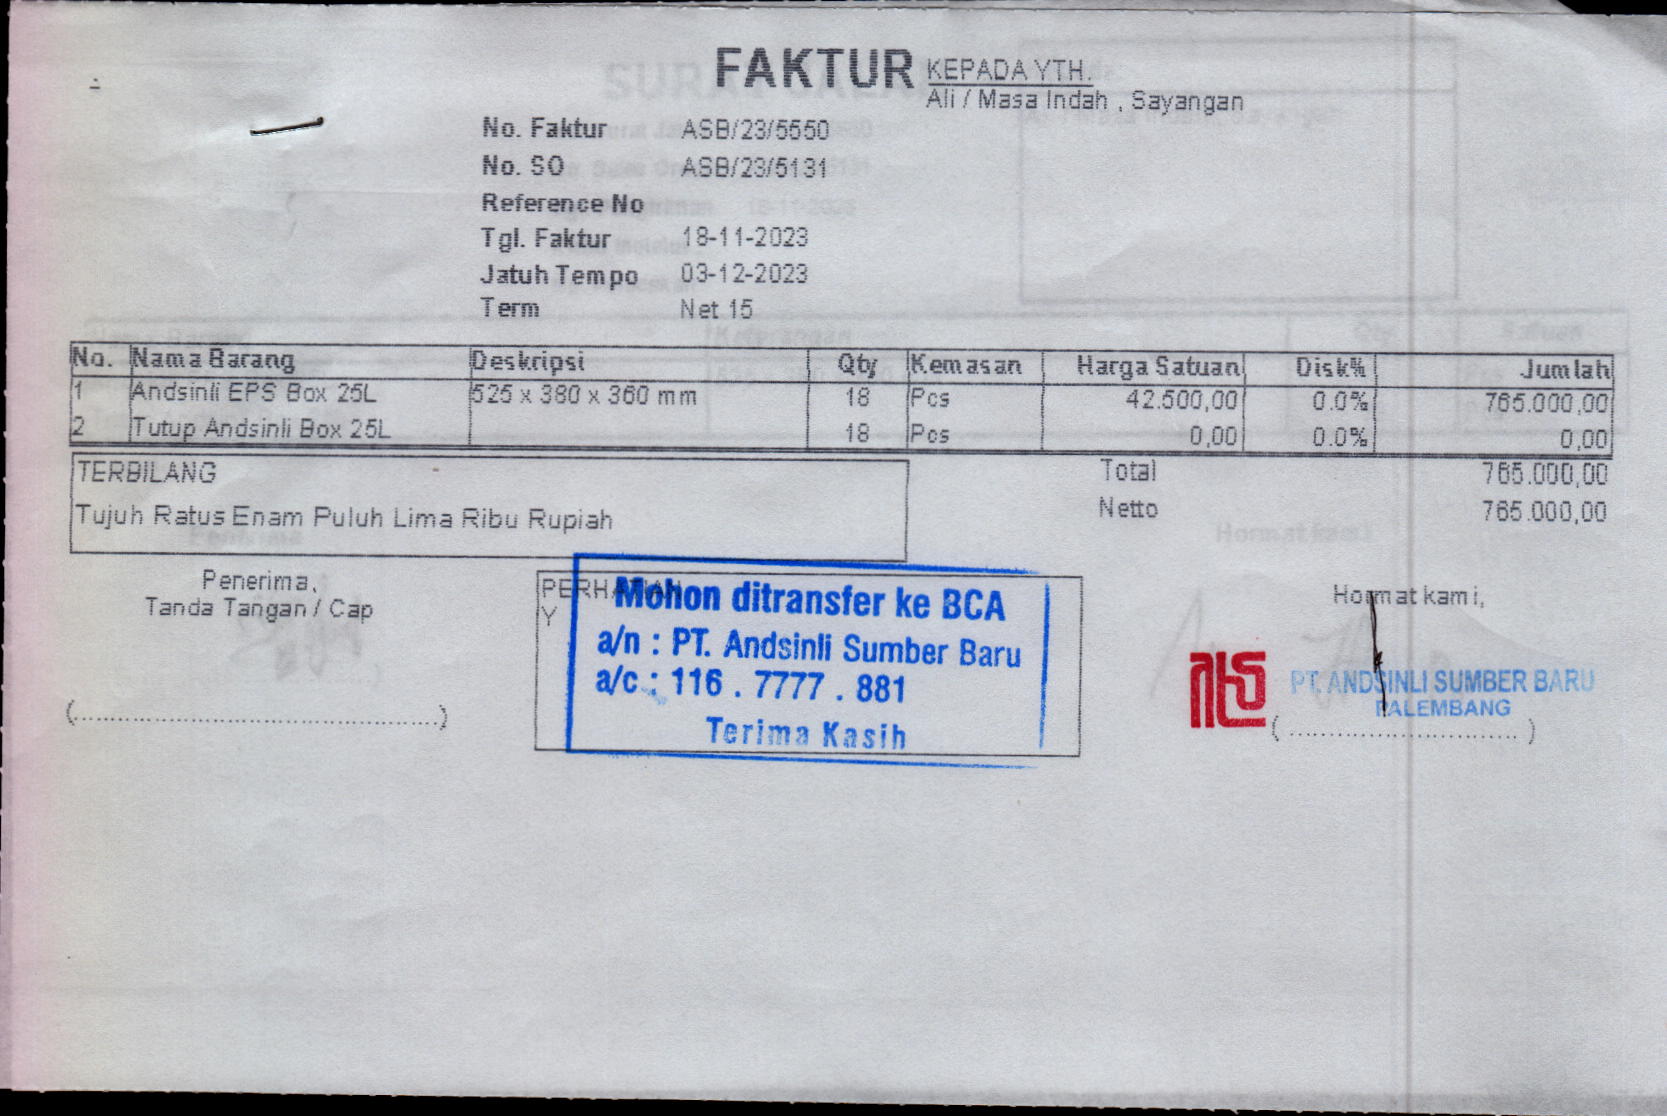 FAKTUR
KEPADA YTH.
Ali / Masa Indah , Sayangan
No. Faktur ASB/23/5550
No. SO ASB/23/5131
Reference No
Tgl. Faktur 18-11-2023
Jatuh Tempo 03-12-2023
Term Net 15
No. Nama Barang Deskripsi Qty Kemasan Harga Satuan Disk% Jumlah
1 Andsinli EPS Box 25L 525 x 380 x 360 mm 18 Pcs 42.500,00 0.0% 765.000,00
2 Tutup Andsinli Box 25L 18 Pcs 0,00 0.0% 0,00
TERBILANG
Tujuh Ratus Enam Puluh Lima Ribu Rupiah
Total 765.000,00
Netto 765.000,00
Penerima,
Tanda Tangan / Cap
(........................................)
PERHATIAN
Y
Mohon ditransfer ke BCA
a/n : PT. Andsinli Sumber Baru
a/c : 116 . 7777 . 881
Terima Kasih
Hormat kami,
PT. ANDSINLI SUMBER BARU
PALEMBANG
(............................)